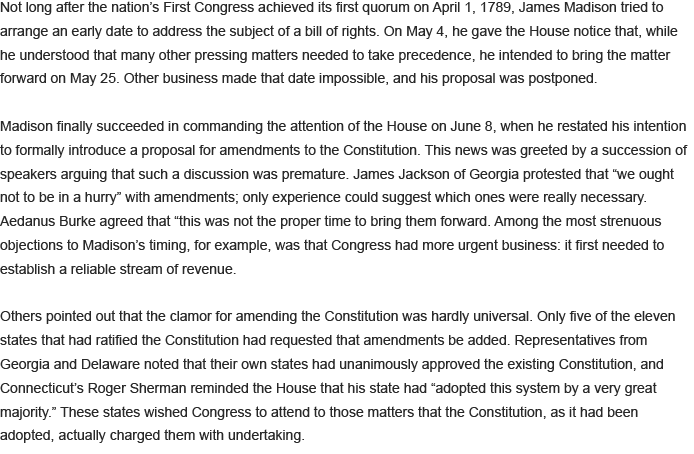 Not long after the nation’s First Congress achieved its first quorum on April 1, 1789, James Madison tried to
arrange an early date to address the subject of a bill of rights. On May 4, he gave the House notice that, while
he understood that many other pressing matters needed to take precedence, he intended to bring the matter
forward on May 25. Other business made that date impossible, and his proposal was postponed.

Madison finally succeeded in commanding the attention of the House on June 8, when he restated his intention
to formally introduce a proposal for amendments to the Constitution. This news was greeted by a succession of
speakers arguing that such a discussion was premature. James Jackson of Georgia protested that “we ought
not to be in a hurry” with amendments; only experience could suggest which ones were really necessary.
Aedanus Burke agreed that “this was not the proper time to bring them forward. Among the most strenuous
objections to Madison’s timing, for example, was that Congress had more urgent business: it first needed to
establish a reliable stream of revenue.

Others pointed out that the clamor for amending the Constitution was hardly universal. Only five of the eleven
states that had ratified the Constitution had requested that amendments be added. Representatives from
Georgia and Delaware noted that their own states had unanimously approved the existing Constitution, and
Connecticut’s Roger Sherman reminded the House that his state had “adopted this system by a very great
majority.” These states wished Congress to attend to those matters that the Constitution, as it had been
adopted, actually charged them with undertaking.